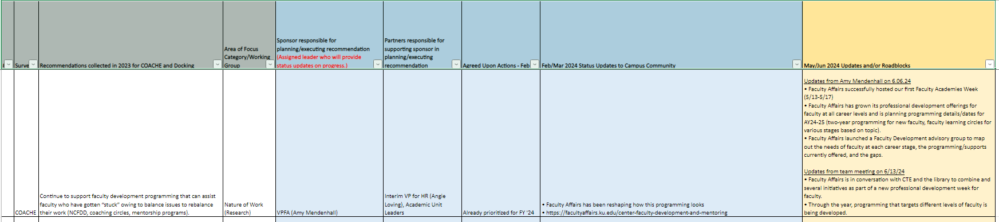 Surve
Recommendations collected in 2023 for COACHE and Docking
Area of Focus
Category/Working
Group
Sponsor responsible for
planning/executing recommendation
(Assigned leader who will provide
status updates on progress.)
Partners responsible for
supporting sponsor in
planning/executing
recommendation
Agreed Upon Actions - Feb
Feb/Mar 2024 Status Updates to Campus Community
May/Jun 2024 Updates and/or Roadblocks
COACHE
Continue to support faculty development programming that can assist
faculty who have gotten “stuck” owing to balance issues to rebalance
their work (NCFDD, coaching circles, mentorship programs).
Nature of Work
(Research)
VPFA (Amy Mendenhall)
Interim VP for HR (Angie
Loving), Academic Unit
Leaders
Already prioritized for FY '24
• Faculty Affairs has been reshaping how this programming looks
• https://facultyaffairs.ku.edu/center-faculty-development-and-mentoring
Updates from Amy Mendenhall on 6.06.24
• Faculty Affairs successfully hosted our first Faculty Academies Week
(5/13-5/17)
• Faculty Affairs has grown its professional development offerings for
faculty at all career levels and is planning programming details/dates for
AY24-25 (two-year programming for new faculty, faculty learning circles for
various stages based on topic).
• Faculty Affairs launched a Faculty Development advisory group to map
out the needs of faculty at each career stage, the programming/supports
currently offered, and the gaps.
Updates from team meeting on 6/13/24
• Faculty Affairs is in conversation with CTE and the library to combine and
several initiatives as part of a new professional development week for
faculty.
• Through the year, programming that targets different levels of faculty is
being developed.